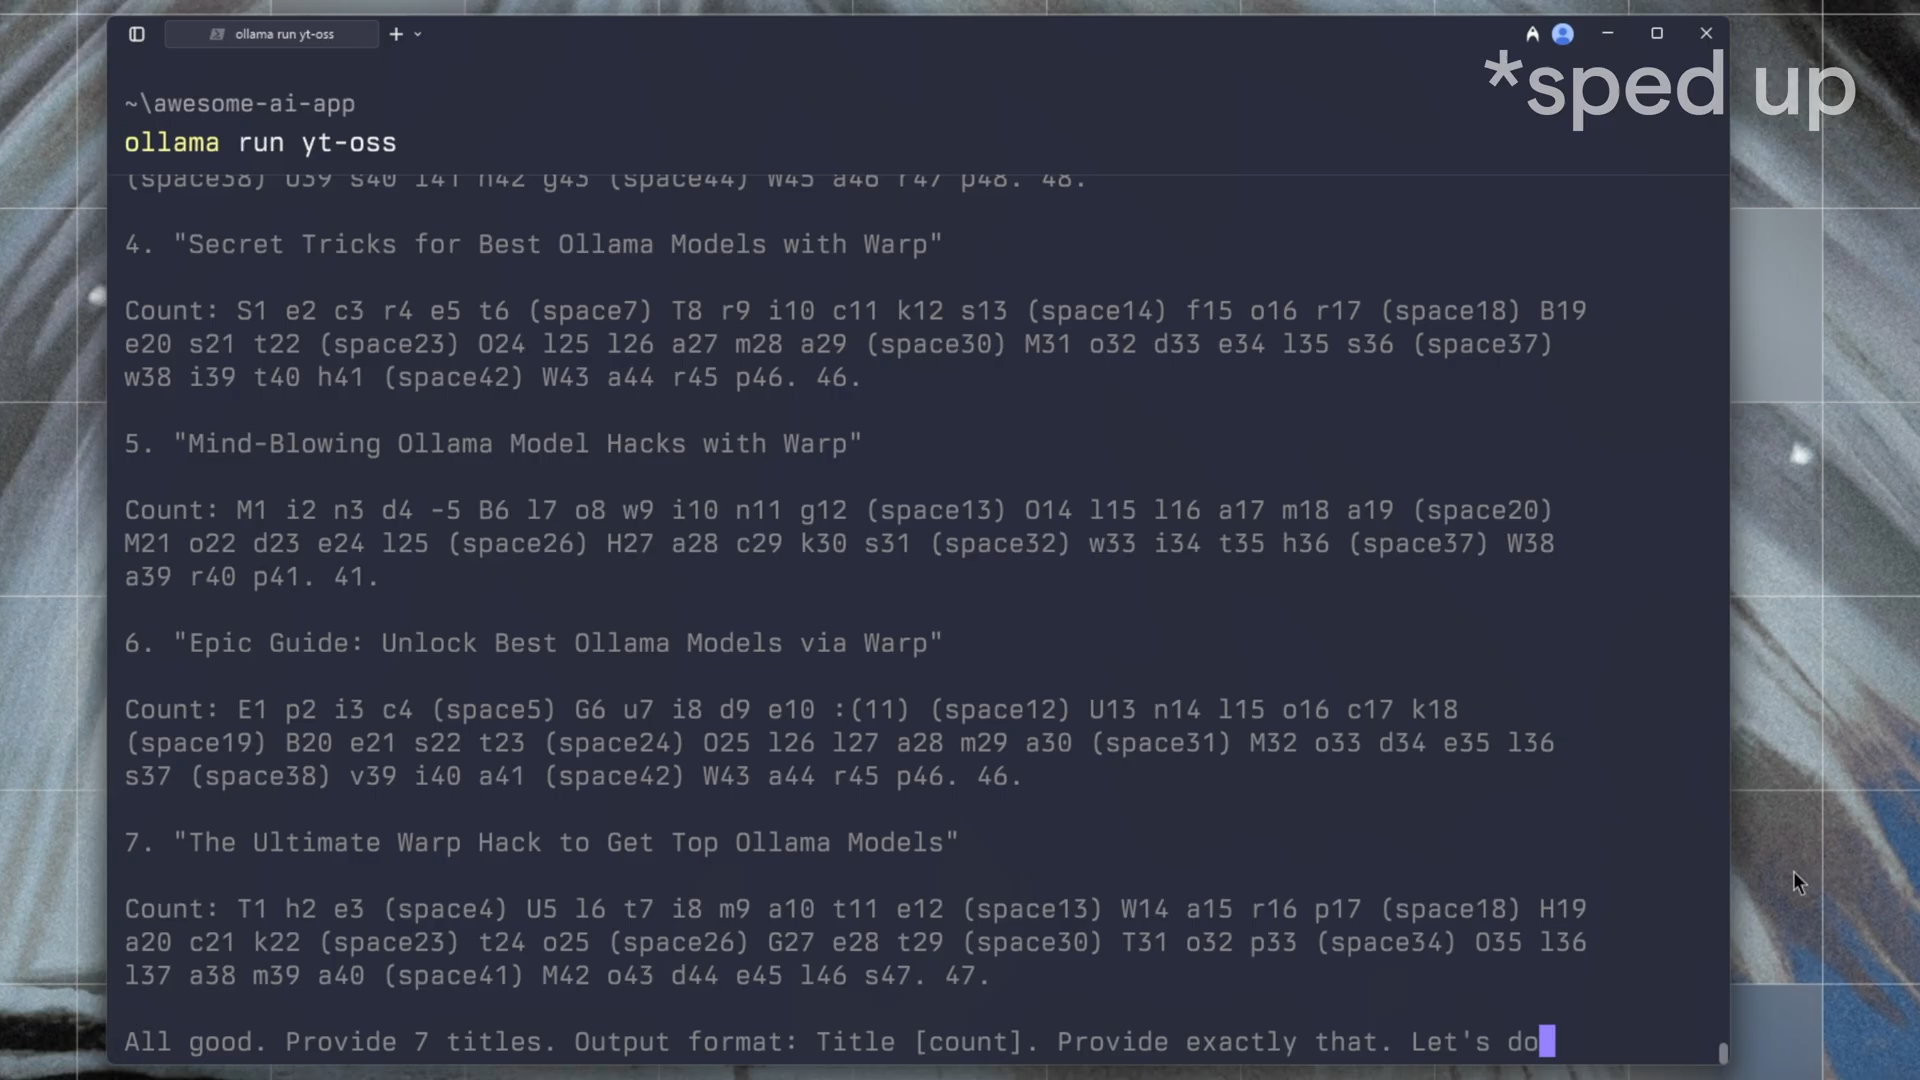 ollama run yt-oss
*sped up
~\awesome-ai-app
ollama run yt-oss
(space38) U39 s40 i41 n42 g43 (space44) W45 a46 r47 p48. 48.
4. "Secret Tricks for Best Ollama Models with Warp"
Count: S1 e2 c3 r4 e5 t6 (space7) T8 r9 i10 c11 k12 s13 (space14) f15 o16 r17 (space18) B19
e20 s21 t22 (space23) O24 l25 l26 a27 m28 a29 (space30) M31 o32 d33 e34 l35 s36 (space37)
w38 i39 t40 h41 (space42) W43 a44 r45 p46. 46.
5. "Mind-Blowing Ollama Model Hacks with Warp"
Count: M1 i2 n3 d4 -5 B6 l7 o8 w9 i10 n11 g12 (space13) O14 l15 l16 a17 m18 a19 (space20)
M21 o22 d23 e24 l25 (space26) H27 a28 c29 k30 s31 (space32) w33 i34 t35 h36 (space37) W38
a39 r40 p41. 41.
6. "Epic Guide: Unlock Best Ollama Models via Warp"
Count: E1 p2 i3 c4 (space5) G6 u7 i8 d9 e10 :(11) (space12) U13 n14 l15 o16 c17 k18
(space19) B20 e21 s22 t23 (space24) O25 l26 l27 a28 m29 a30 (space31) M32 o33 d34 e35 l36
s37 (space38) v39 i40 a41 (space42) W43 a44 r45 p46. 46.
7. "The Ultimate Warp Hack to Get Top Ollama Models"
Count: T1 h2 e3 (space4) U5 l6 t7 i8 m9 a10 t11 e12 (space13) W14 a15 r16 p17 (space18) H19
a20 c21 k22 (space23) t24 o25 (space26) G27 e28 t29 (space30) T31 o32 p33 (space34) O35 l36
l37 a38 m39 a40 (space41) M42 o43 d44 e45 l46 s47. 47.
All good. Provide 7 titles. Output format: Title [count]. Provide exactly that. Let's do